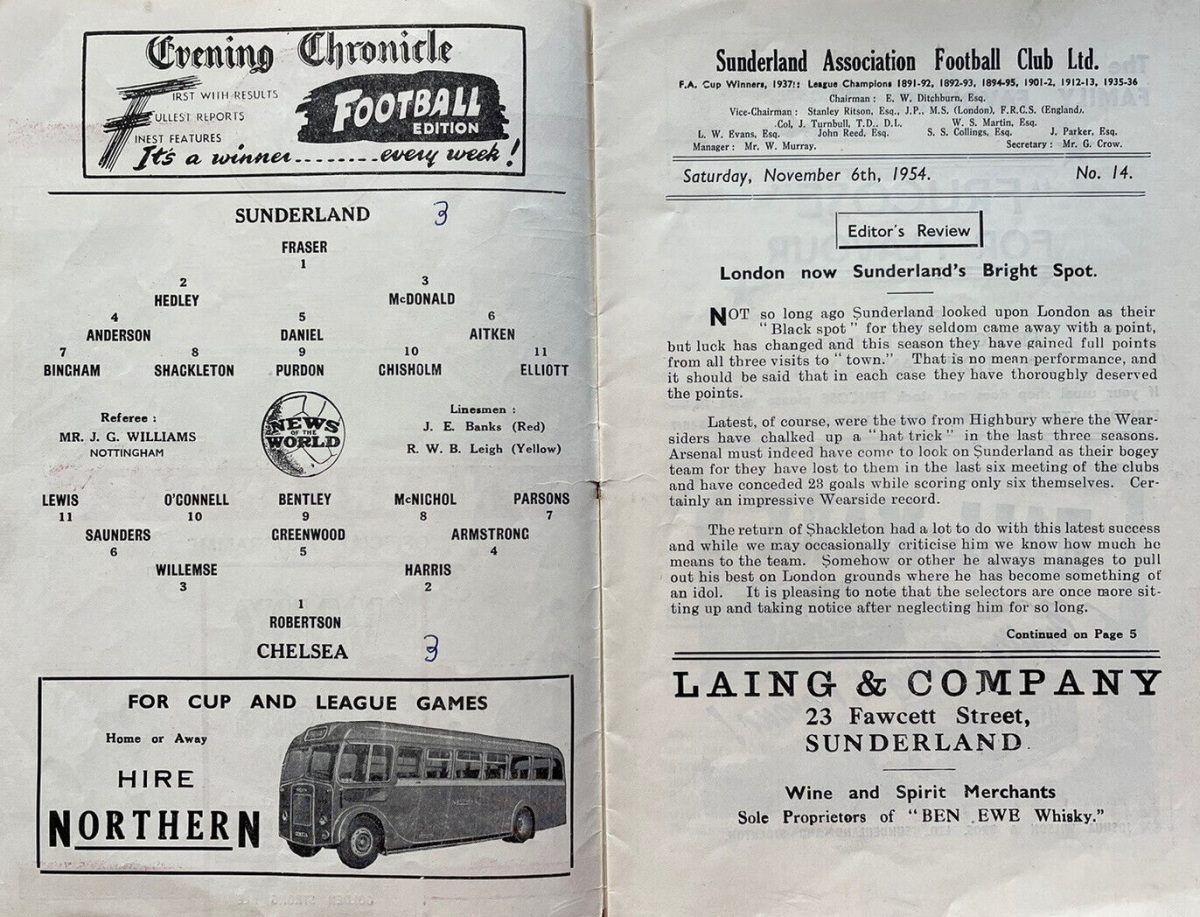 Evening Chronicle
FIRST WITH RESULTS
FULLEST REPORTS
FINEST FEATURES
FOOTBALL
EDITION
It's a winner........every week!
SUNDERLAND 3
FRASER
1
2 3
HEDLEY McDONALD
4 5 6
ANDERSON DANIEL AITKEN
7 8 9 10 11
BINGHAM SHACKLETON PURDON CHISHOLM ELLIOTT
Referee :
MR. J. G. WILLIAMS
NOTTINGHAM
NEWS
OF THE
WORLD
Linesmen :
J. E. Banks (Red)
R. W. B. Leigh (Yellow)
LEWIS O'CONNELL BENTLEY McNICHOL PARSONS
11 10 9 8 7
SAUNDERS GREENWOOD ARMSTRONG
6 5 4
WILLEMSE HARRIS
3 2
1
ROBERTSON
CHELSEA 3
FOR CUP AND LEAGUE GAMES
Home or Away
HIRE
NORTHERN
Sunderland Association Football Club Ltd.
F.A. Cup Winners, 1937!: League Champions 1891-92, 1892-93, 1894-95, 1901-2, 1912-13, 1935-36
Chairman : E. W. Ditchburn, Esq.
Vice-Chairman : Stanley Ritson, Esq., J.P., M.S. (London), F.R.C.S. (England).
Col, J. Turnbull, T.D., D.L. W. S. Martin, Esq.
L. W. Evans, Esq. John Reed, Esq. S. S. Collings, Esq. J. Parker, Esq.
Manager : Mr. W. Murray. Secretary : Mr. G. Crow.
Saturday, November 6th, 1954. No. 14.
Editor's Review
London now Sunderland's Bright Spot.
NOT so long ago Sunderland looked upon London as their
"Black spot" for they seldom came away with a point,
but luck has changed and this season they have gained full points
from all three visits to "town." That is no mean performance, and
it should be said that in each case they have thoroughly deserved
the points.
Latest, of course, were the two from Highbury where the Wear-
siders have chalked up a "hat trick" in the last three seasons.
Arsenal must indeed have come to look on Sunderland as their bogey
team for they have lost to them in the last six meeting of the clubs
and have conceded 23 goals while scoring only six themselves. Cer-
tainly an impressive Wearside record.
The return of Shackleton had a lot to do with this latest success
and while we may occasionally criticise him we know how much he
means to the team. Somehow or other he always manages to pull
out his best on London grounds where he has become something of
an idol. It is pleasing to note that the selectors are once more sit-
ting up and taking notice after neglecting him for so long.
Continued on Page 5
LAING & COMPANY
23 Fawcett Street,
SUNDERLAND.
Wine and Spirit Merchants
Sole Proprietors of "BEN EWE Whisky."